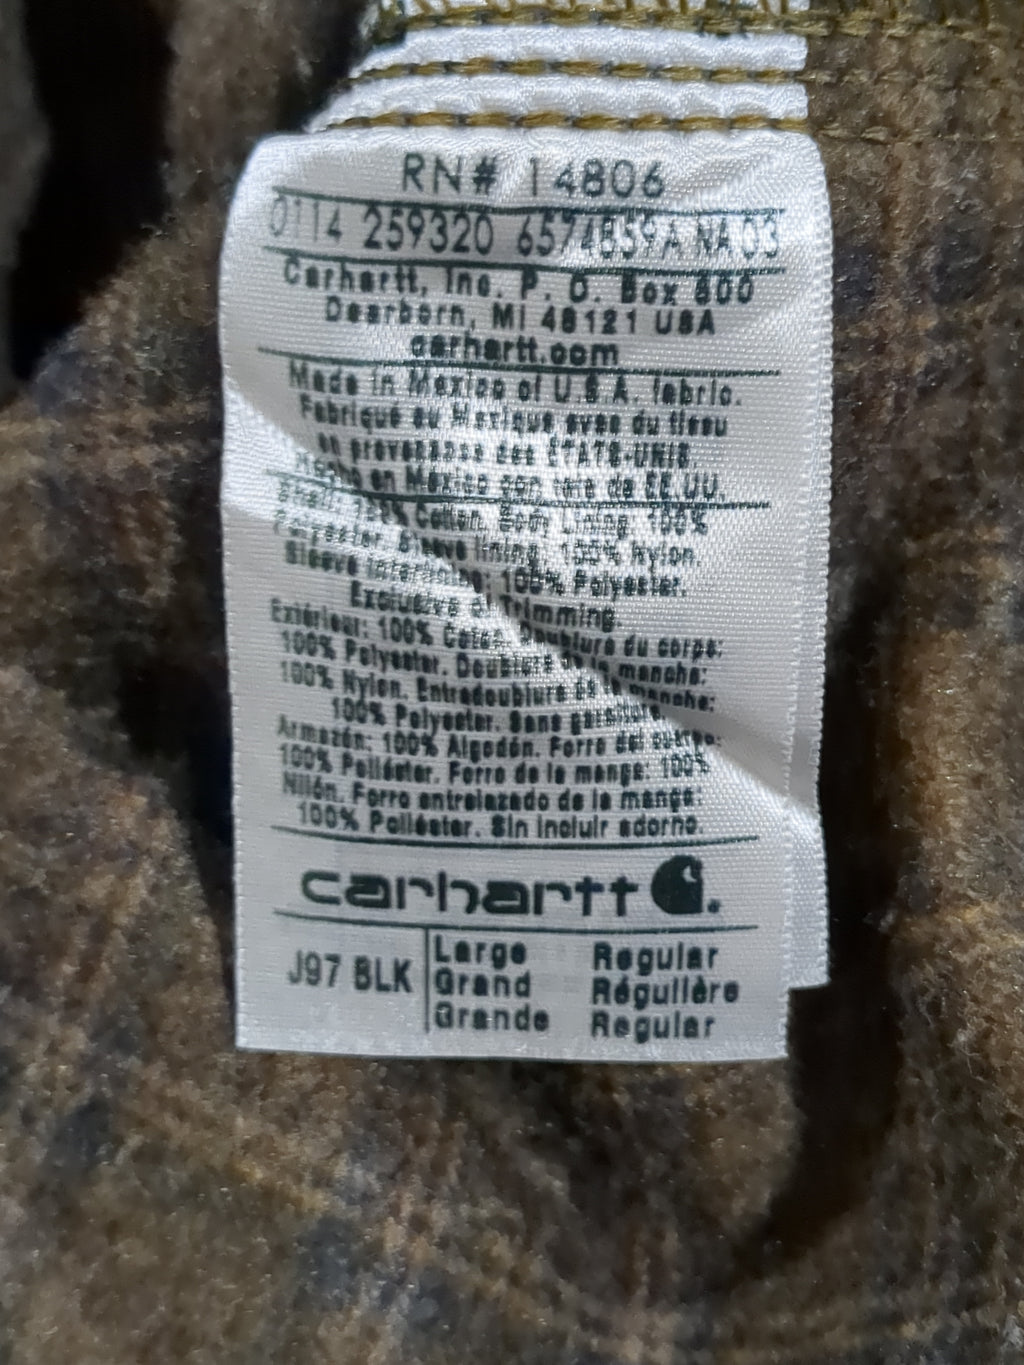 RN# 14806
0114 259320 6574859A NA 03
Carhartt, Inc. P. O. Box 600
Dearborn, MI 48121 USA
carhartt.com
Made in Mexico of U.S.A. fabric.
Fabriqué au Mexique avec du tissu
en provenance des ÉTATS-UNIS
Hecho en Mexico con tera de EE.UU.
Shell: 100% Cotton. Body Lining: 100%
Polyester. Sleeve lining: 100% Nylon.
Sleeve Interlining: 100% Polyester.
Exclusive of Trimming.
Extérieur: 100% Coton. Doublure du corps:
100% Polyester. Doublure de la manche:
100% Nylon. Entredoublure de la manche:
100% Polyester. Sans garniture.
Armazón: 100% Algodón. Forro del cuerpo:
100% Poliéster. Forro de la manga: 100%
Nilón. Forro entrelazado de la manga:
100% Poliéster. Sin incluir adorno.
carhartt
J97 BLK Large Regular
Grand Régulière
Grande Regular